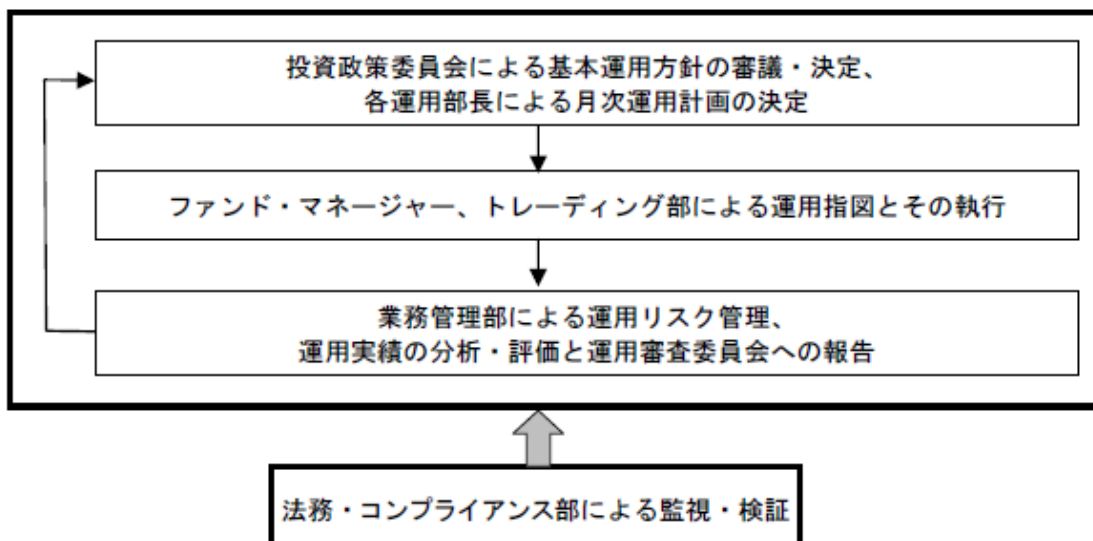 投資政策委員会による基本運用方針の審議・決定、
各運用部長による月次運用計画の決定
ファンド・マネージャー、トレーディング部による運用指図とその執行
業務管理部による運用リスク管理、
運用実績の分析・評価と運用審査委員会への報告
法務・コンプライアンス部による監視・検証